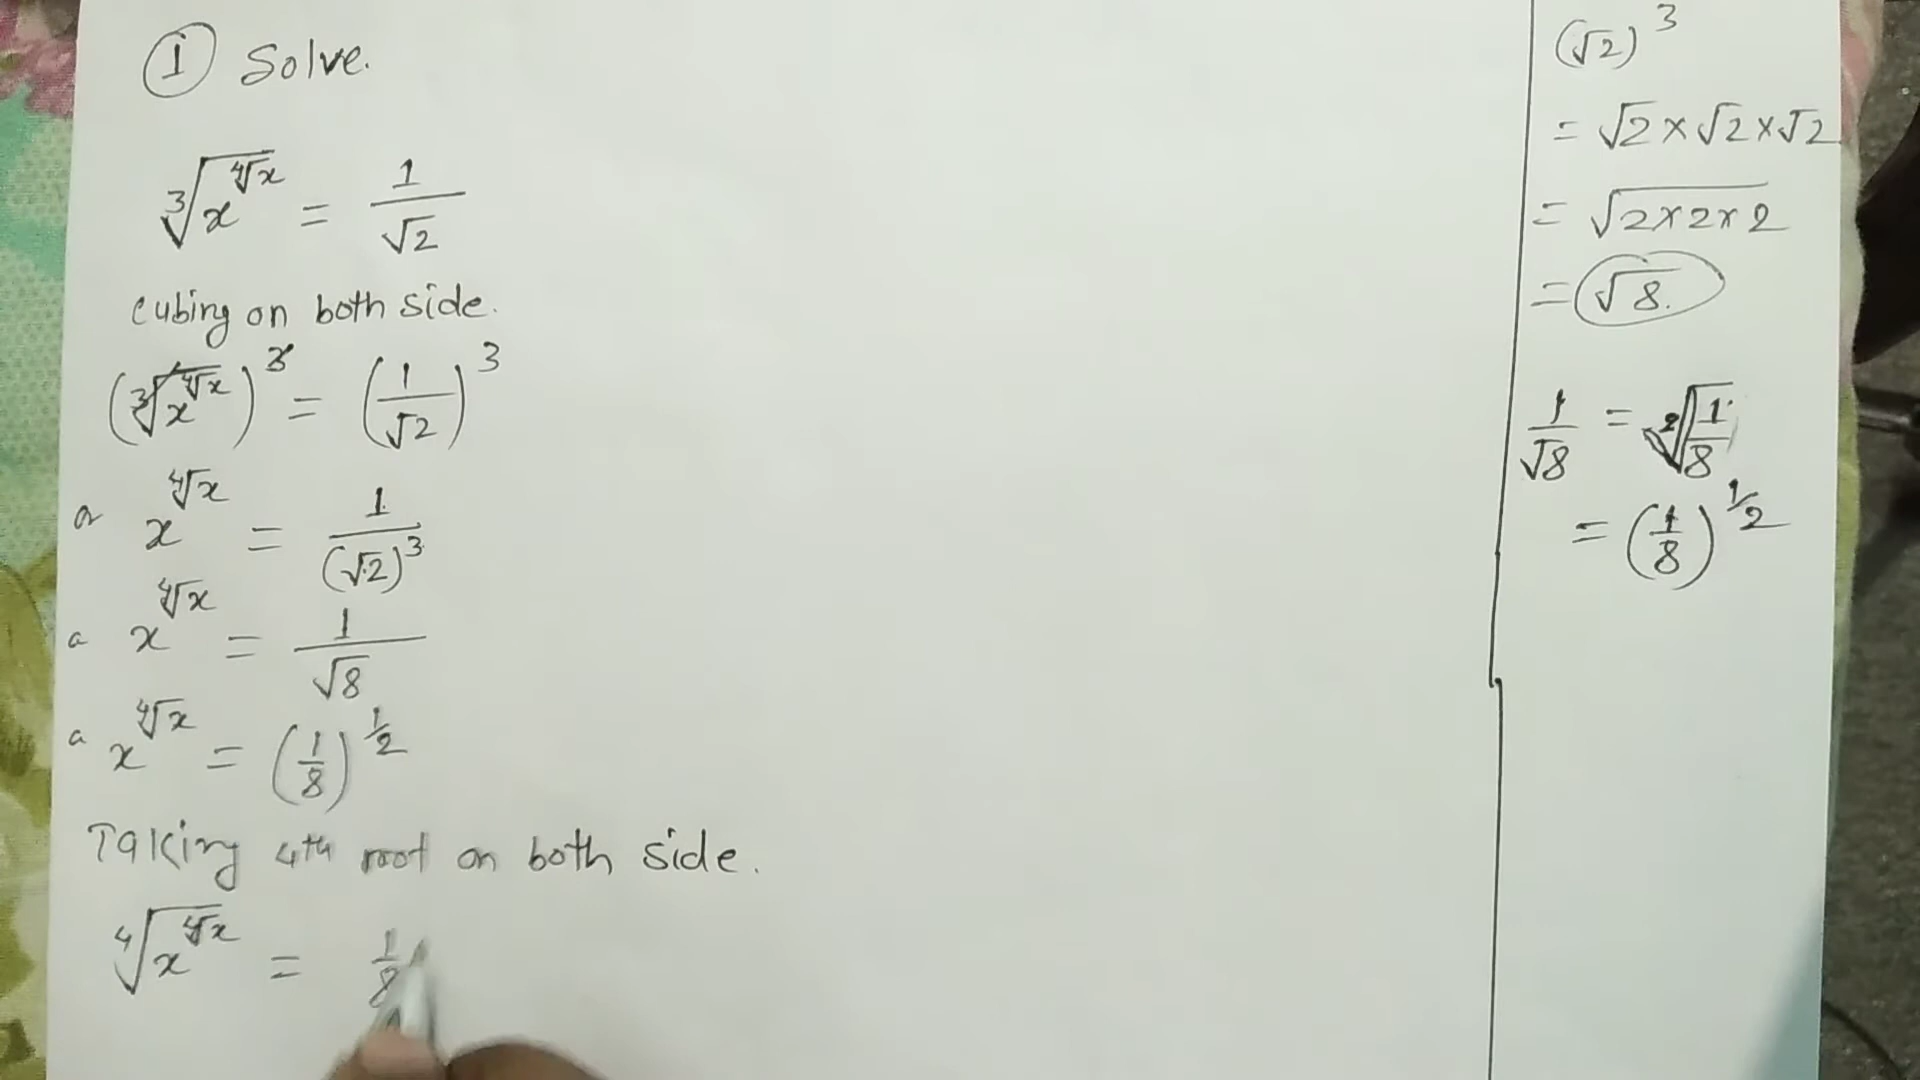 ① Solve.
∛(x^(∜x)) = 1/√2
cubing on both side.
(∛(x^(∜x)))^3 = (1/√2)^3
or x^(∜x) = 1/(√2)^3
a x^(∜x) = 1/√8
a x^(∜x) = (1/8)^(1/2)
Taking 4th root on both side.
∜(x^(∜x)) = 1/8
(√2)^3
= √2 × √2 × √2
= √(2×2×2)
= √8.
1/√8 = ²√(1/8)
= (1/8)^(1/2)